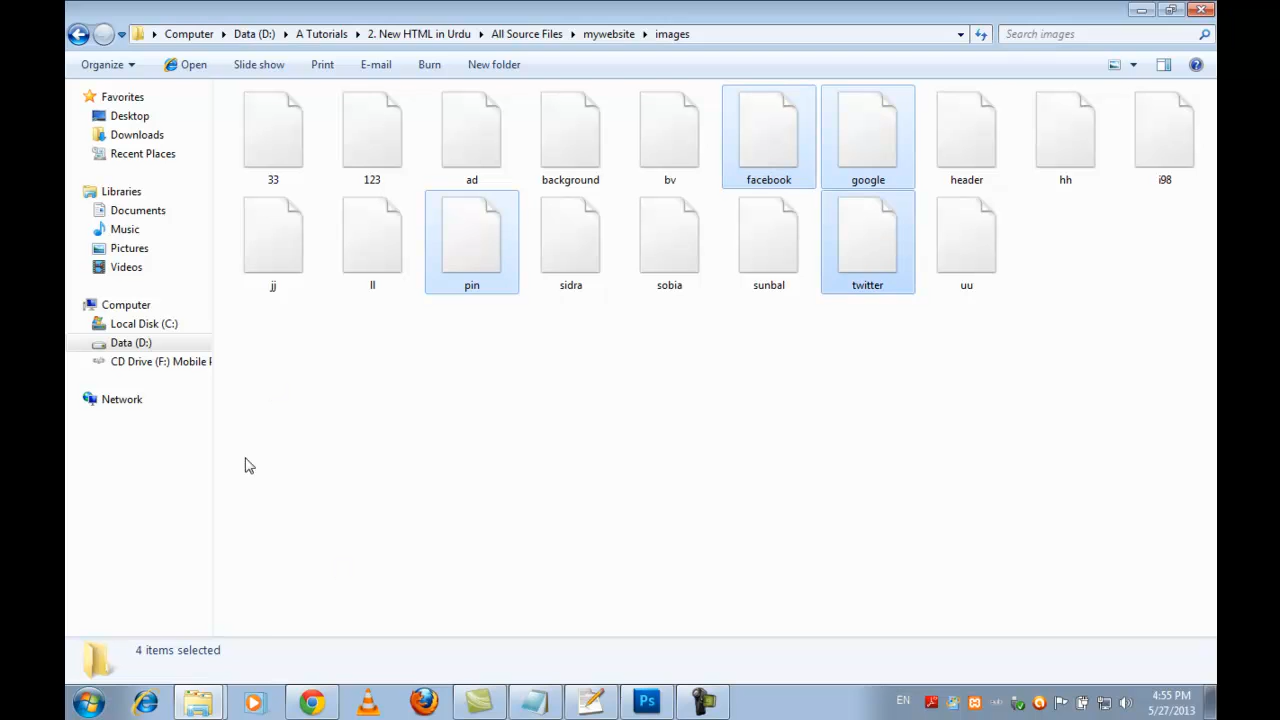 Computer Data (D:) A Tutorials 2. New HTML in Urdu All Source Files mywebsite images Search images
Organize Open Slide show Print E-mail Burn New folder
Favorites
Desktop
Downloads
Recent Places
Libraries
Documents
Music
Pictures
Videos
Computer
Local Disk (C:)
Data (D:)
CD Drive (F:) Mobile
Network
33 123 ad background bv facebook google header hh i98
jj ll pin sidra sobia sunbal twitter uu
4 items selected
Ps
EN
4:55 PM
5/27/2013